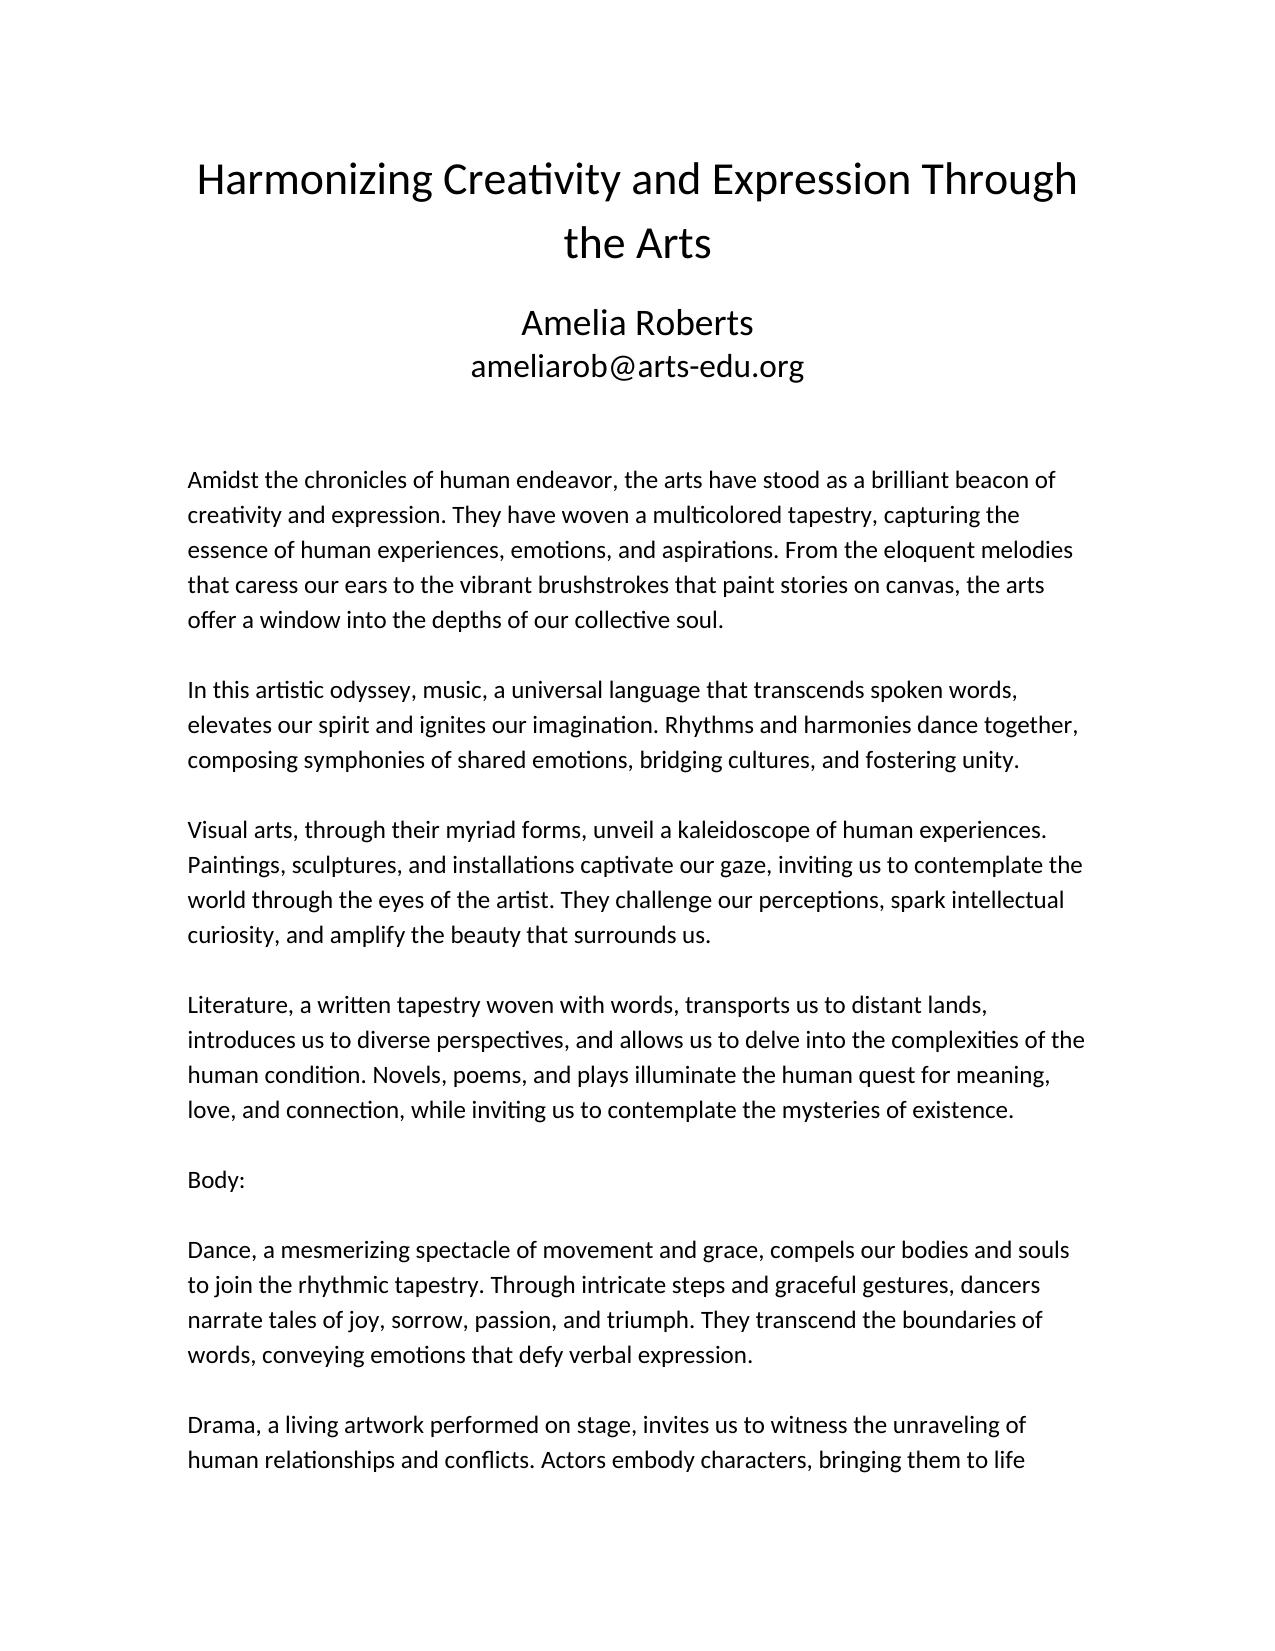 Harmonizing Creativity and Expression Through
the Arts
Amelia Roberts
ameliarob@arts-edu.org
Amidst the chronicles of human endeavor, the arts have stood as a brilliant beacon of
creativity and expression. They have woven a multicolored tapestry, capturing the
essence of human experiences, emotions, and aspirations. From the eloquent melodies
that caress our ears to the vibrant brushstrokes that paint stories on canvas, the arts
offer a window into the depths of our collective soul.
In this artistic odyssey, music, a universal language that transcends spoken words,
elevates our spirit and ignites our imagination. Rhythms and harmonies dance together,
composing symphonies of shared emotions, bridging cultures, and fostering unity.
Visual arts, through their myriad forms, unveil a kaleidoscope of human experiences.
Paintings, sculptures, and installations captivate our gaze, inviting us to contemplate the
world through the eyes of the artist. They challenge our perceptions, spark intellectual
curiosity, and amplify the beauty that surrounds us.
Literature, a written tapestry woven with words, transports us to distant lands,
introduces us to diverse perspectives, and allows us to delve into the complexities of the
human condition. Novels, poems, and plays illuminate the human quest for meaning,
love, and connection, while inviting us to contemplate the mysteries of existence.
Body:
Dance, a mesmerizing spectacle of movement and grace, compels our bodies and souls
to join the rhythmic tapestry. Through intricate steps and graceful gestures, dancers
narrate tales of joy, sorrow, passion, and triumph. They transcend the boundaries of
words, conveying emotions that defy verbal expression.
Drama, a living artwork performed on stage, invites us to witness the unraveling of
human relationships and conflicts. Actors embody characters, bringing them to life